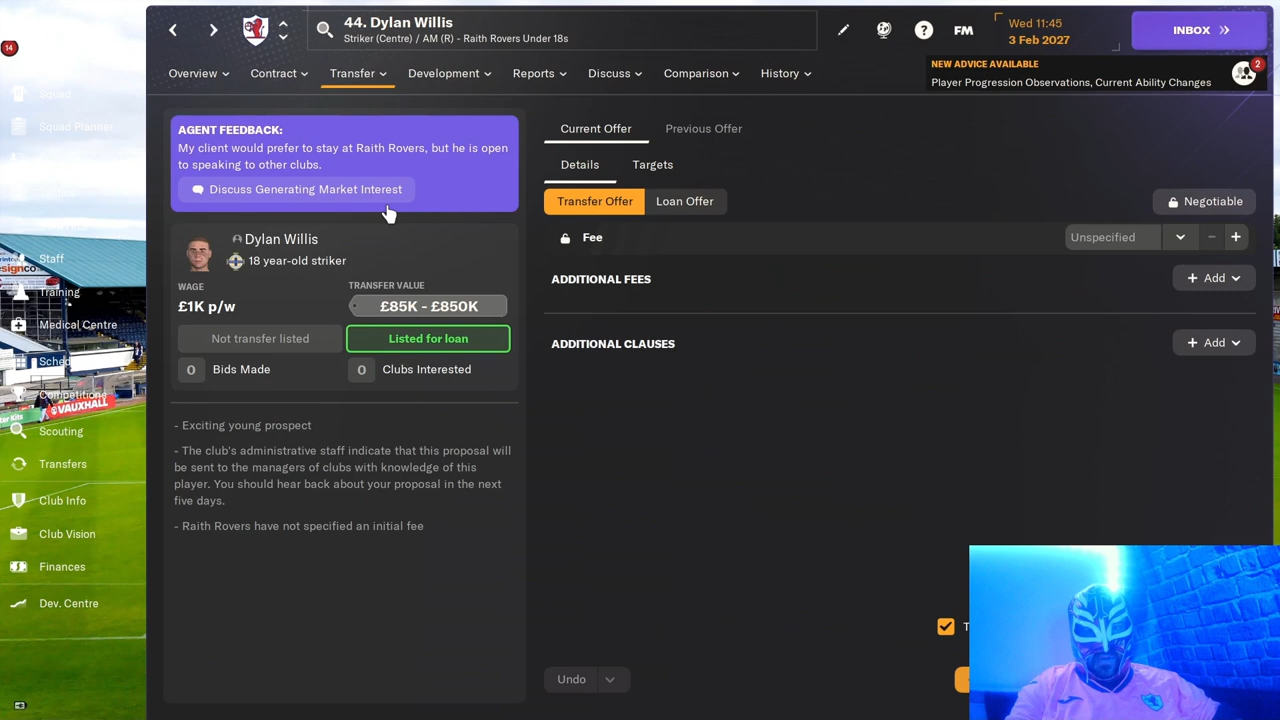 44. Dylan Willis
Striker (Centre) / AM (R) - Raith Rovers Under 18s
FM
Wed 11:45
3 Feb 2027
INBOX
14
Overview
Contract
Transfer
Development
Reports
Discuss
Comparison
History
NEW ADVICE AVAILABLE
Player Progression Observations, Current Ability Changes
2
Squad
Squad Planner
Staff
Training
Medical Centre
Sched
Competitions
VAUXHALL
Scouting
Transfers
Club Info
Club Vision
Finances
Dev. Centre
AGENT FEEDBACK:
My client would prefer to stay at Raith Rovers, but he is open
to speaking to other clubs.
Discuss Generating Market Interest
Dylan Willis
18 year-old striker
WAGE
TRANSFER VALUE
£1K p/w
£85K - £850K
Not transfer listed
Listed for loan
0 Bids Made
0 Clubs Interested
- Exciting young prospect
- The club's administrative staff indicate that this proposal will
be sent to the managers of clubs with knowledge of this
player. You should hear back about your proposal in the next
five days.
- Raith Rovers have not specified an initial fee
Current Offer
Previous Offer
Details
Targets
Transfer Offer
Loan Offer
Negotiable
Fee
Unspecified
ADDITIONAL FEES
Add
ADDITIONAL CLAUSES
Add
Undo